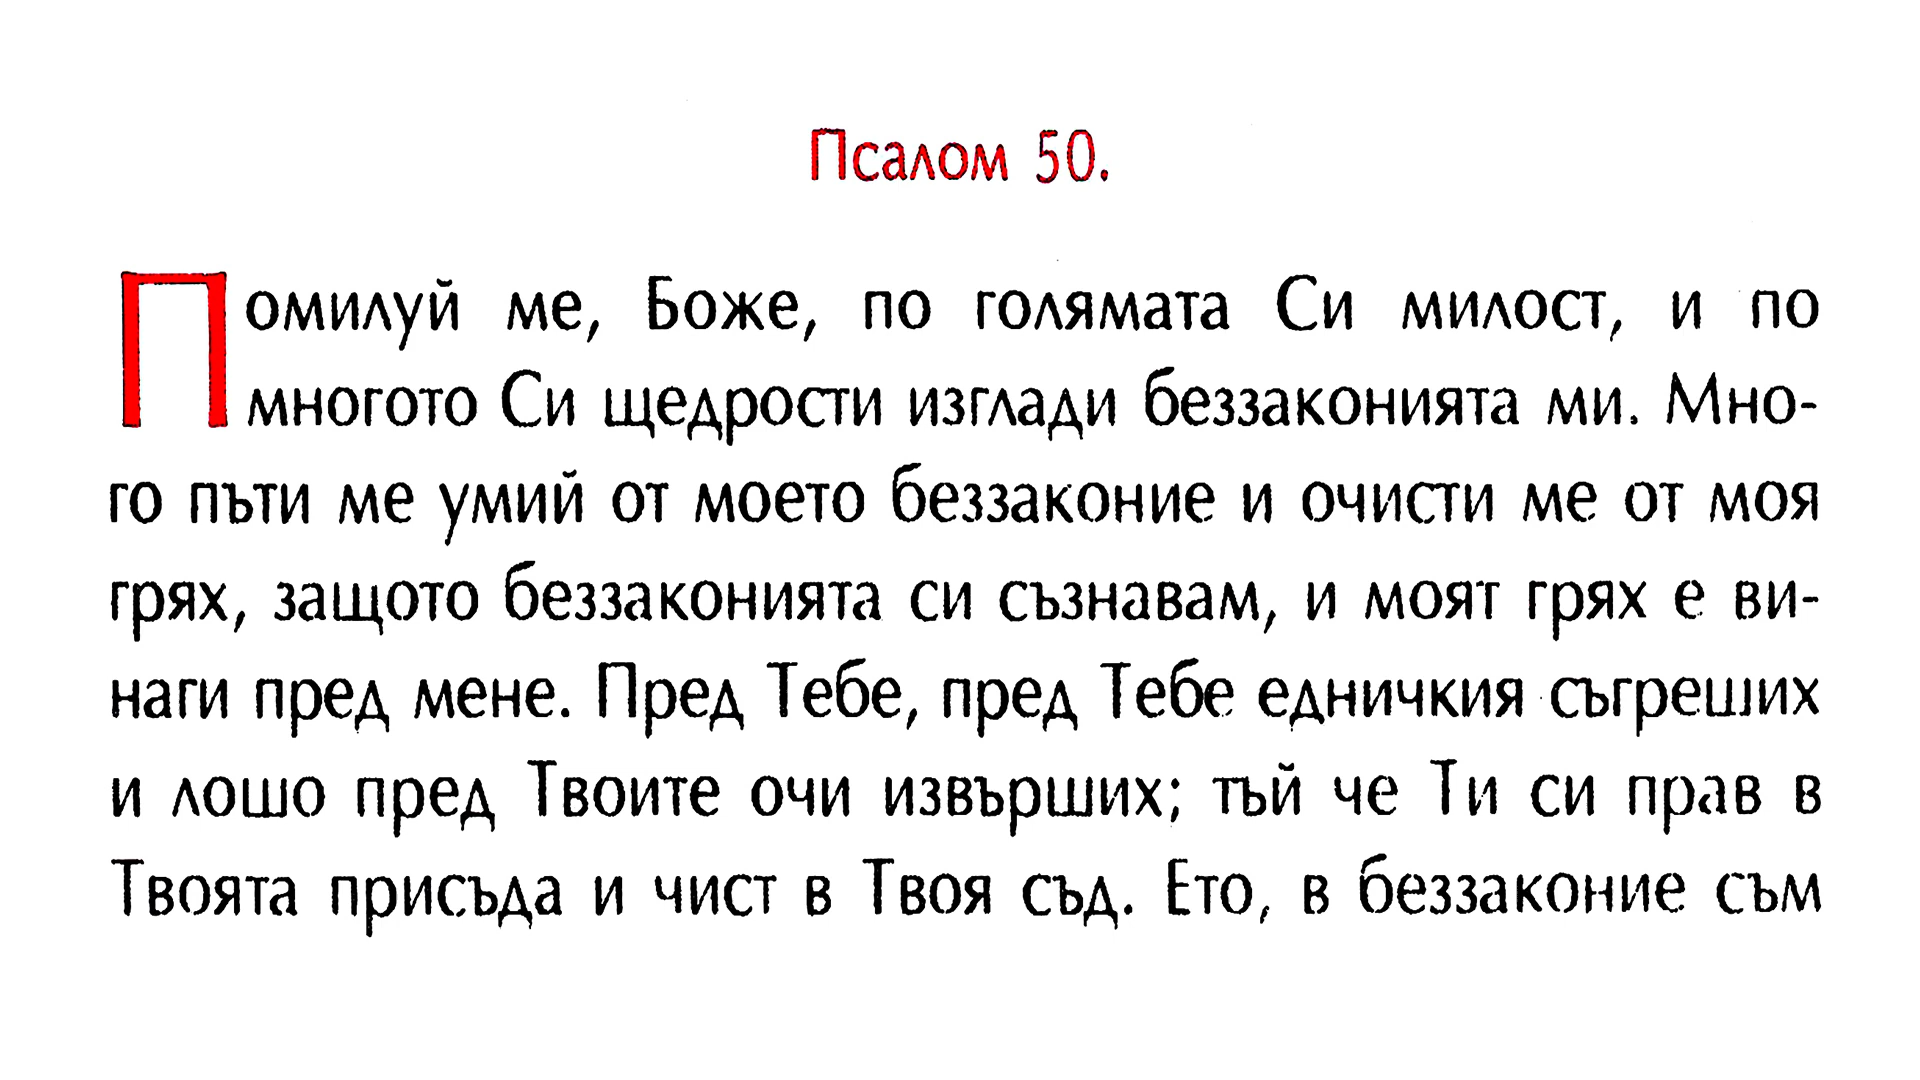 Псалом 50.
Помилуй ме, Боже, по голямата Си милост, и по
многото Си щедрости изглади беззаконията ми. Мно-
го пъти ме умий от моето беззаконие и очисти ме от моя
грях, защото беззаконията си съзнавам, и моят грях е ви-
наги пред мене. Пред Тебе, пред Тебе едничкия съгреших
и лошо пред Твоите очи извърших; тъй че Ти си прав в
Твоята присъда и чист в Твоя съд. Ето, в беззаконие съм